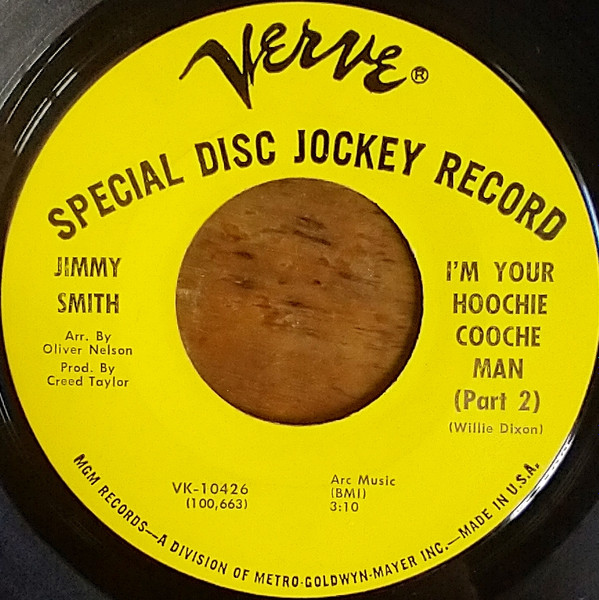 Verve®
SPECIAL DISC JOCKEY RECORD
JIMMY
SMITH
Arr. By
Oliver Nelson
Prod. By
Creed Taylor
I'M YOUR
HOOCHIE
COOCHE
MAN
(Part 2)
(Willie Dixon)
VK-10426
(100,663)
Arc Music
(BMI)
3:10
MGM RECORDS—A DIVISION OF METRO-GOLDWYN-MAYER INC.—MADE IN U.S.A.